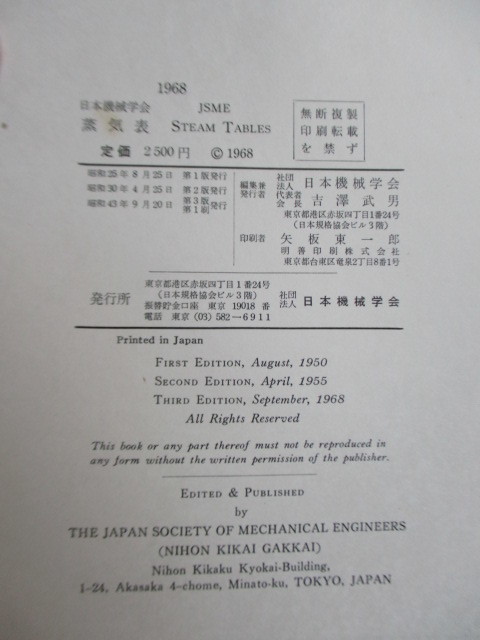 1968
日本機械学会 JSME
蒸気表 STEAM TABLES
定価 2500円 © 1968
無断複製
印刷転載
を禁ず
昭和25年8月25日 第1版発行
昭和30年4月25日 第2版発行
昭和43年9月20日 第3版第1刷発行
編集兼発行者 社団法人 日本機械学会
代表者会長 吉澤武男
東京都港区赤坂四丁目1番24号
(日本規格協会ビル3階)
印刷者 矢板東一郎
明善印刷株式会社
東京都台東区竜泉2丁目8番1号
発行所
東京都港区赤坂四丁目1番24号
(日本規格協会ビル3階)
振替貯金口座 東京 19018 番
電話 東京 (03) 582-6911
社団法人 日本機械学会
Printed in Japan
FIRST EDITION, August, 1950
SECOND EDITION, April, 1955
THIRD EDITION, September, 1968
All Rights Reserved
This book or any part thereof must not be reproduced in
any form without the written permission of the publisher.
EDITED & PUBLISHED
by
THE JAPAN SOCIETY OF MECHANICAL ENGINEERS
(NIHON KIKAI GAKKAI)
Nihon Kikaku Kyokai-Building,
1-24, Akasaka 4-chome, Minato-ku, TOKYO, JAPAN